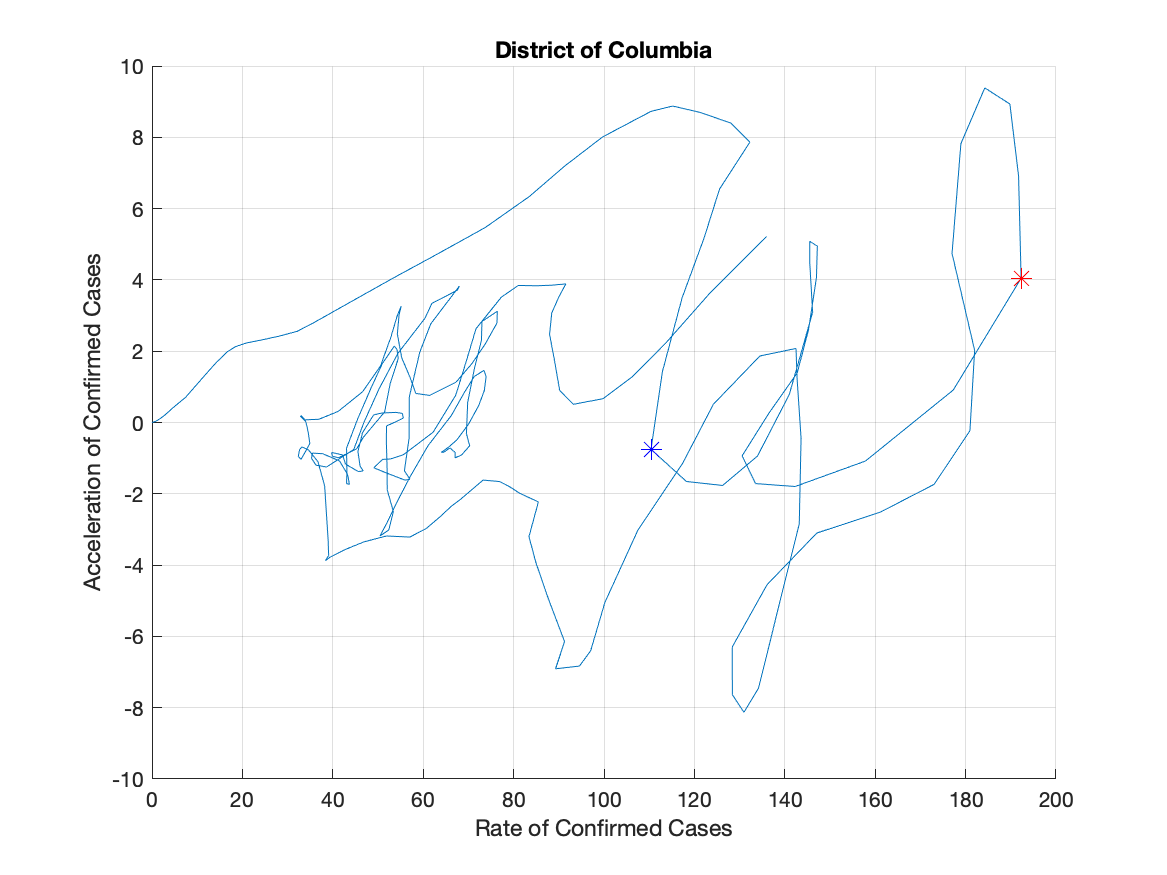 District of Columbia
10
8
6
4
2
0
-2
-4
-6
-8
-10
Acceleration of Confirmed Cases
0 20 40 60 80 100 120 140 160 180 200
Rate of Confirmed Cases